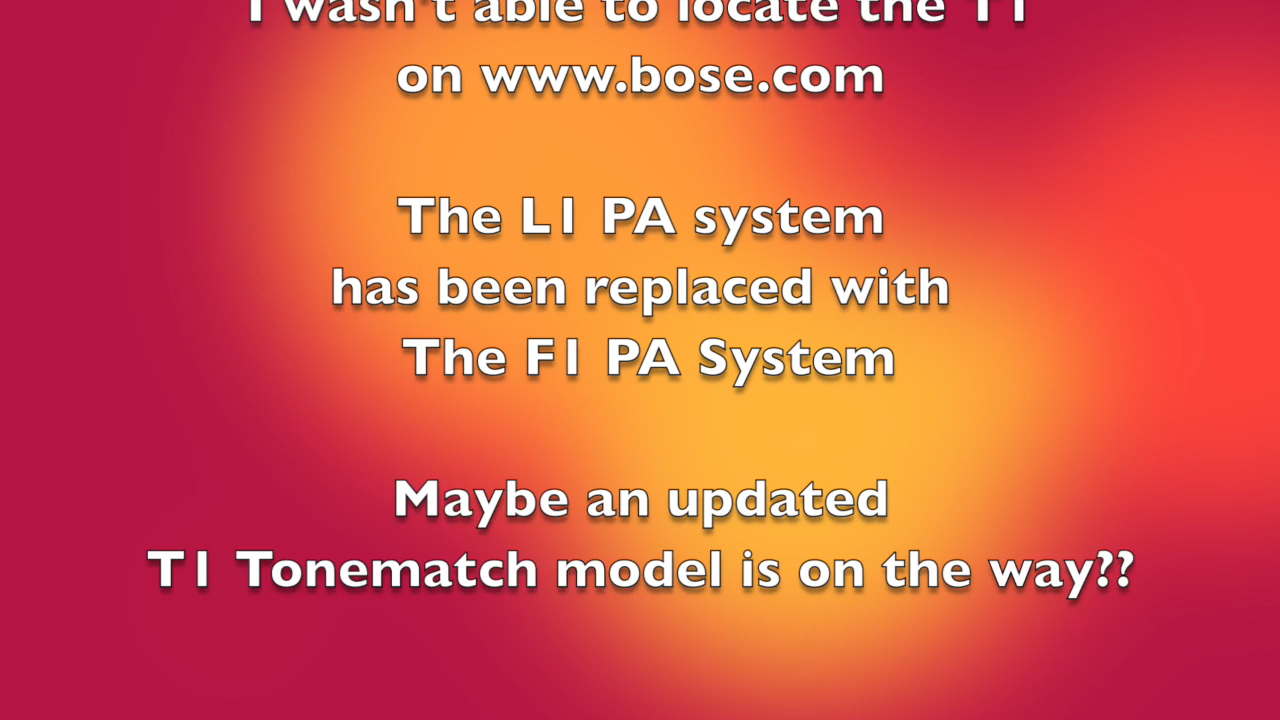 I wasn't able to locate the T1
on www.bose.com
The L1 PA system
has been replaced with
The F1 PA System
Maybe an updated
T1 Tonematch model is on the way??